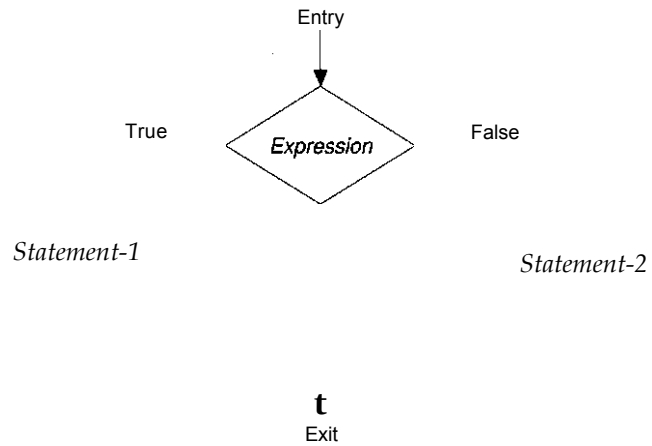 Entry
True
Expression
False
Statement-1
Statement-2
t
Exit